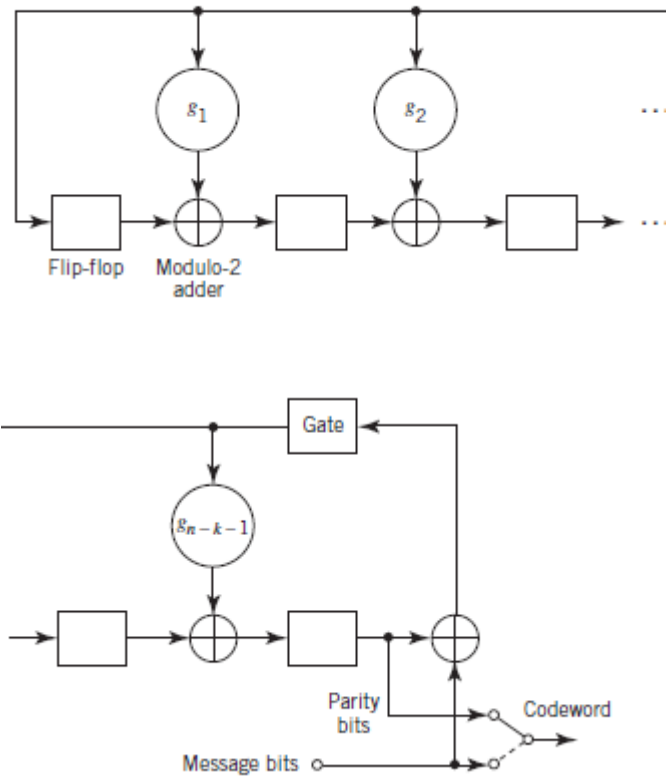 g1 g2
...
...
Flip-flop Modulo-2
adder
Gate
gn-k-1
Parity
bits
Codeword
Message bits